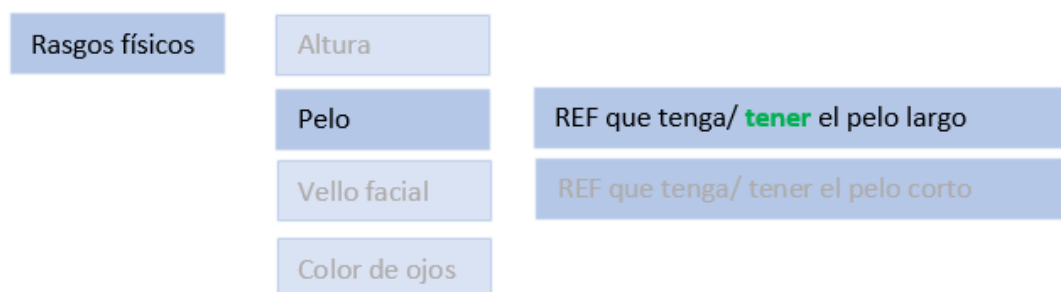 Rasgos físicos
Altura
Pelo
REF que tenga/ tener el pelo largo
Vello facial
REF que tenga/ tener el pelo corto
Color de ojos